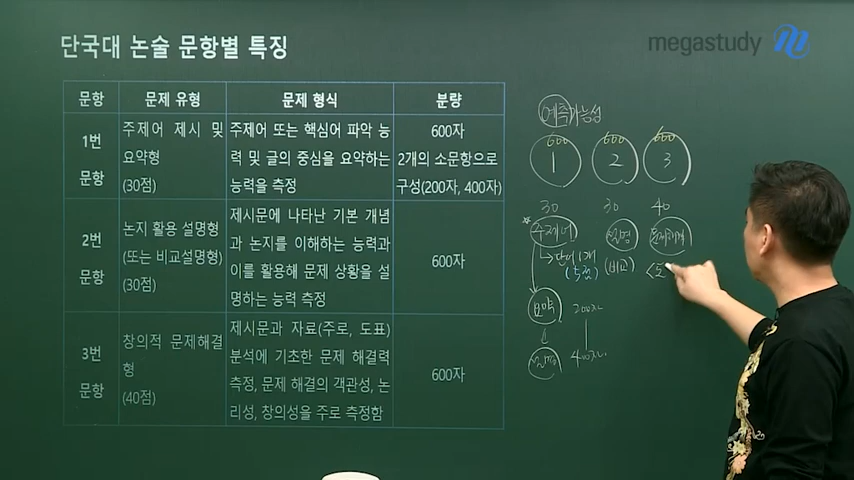 단국대 논술 문항별 특징
megastudy
문항
문제 유형
문제 형식
분량
1번
문항
주제어 제시 및
요약형
(30점)
주제어 또는 핵심어 파악 능
력 및 글의 중심을 요약하는
능력을 측정
600자
2개의 소문항으로
구성(200자, 400자)
2번
문항
논지 활용 설명형
(또는 비교설명형)
(30점)
제시문에 나타난 기본 개념
과 논지를 이해하는 능력과
이를 활용해 문제 상황을 설
명하는 능력 측정
600자
3번
문항
창의적 문제해결
형
(40점)
제시문과 자료(주로, 도표)
분석에 기초한 문제 해결력
측정, 문제 해결의 객관성, 논
리성, 창의성을 주로 측정함
600자
예측가능성
600 600 600
1 2 3
30 30 40
주제어 설명 문제해결
단어 1개 (비교)
요약 200자
400자